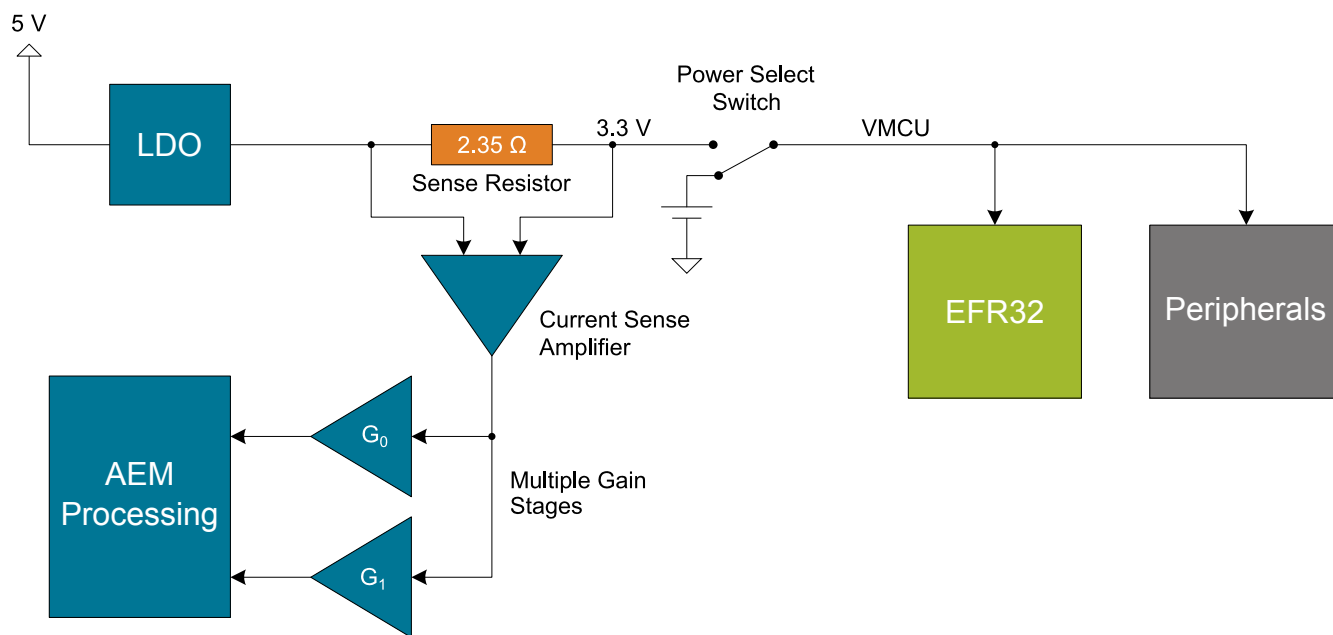 5 V
Power Select
Switch
LDO
2.35 Ω
3.3 V
VMCU
Sense Resistor
EFR32
Peripherals
Current Sense
Amplifier
AEM
Processing
G₀
Multiple Gain
Stages
G₁